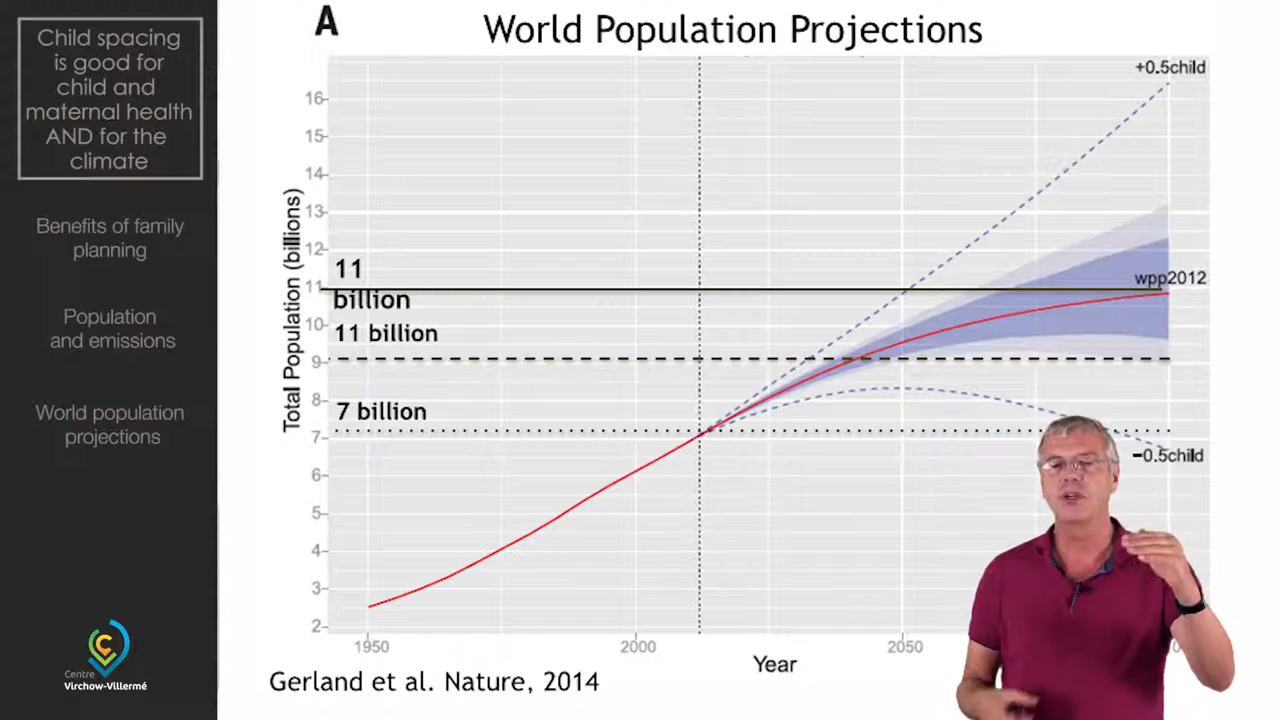 Child spacing
is good for
child and
maternal health
AND for the
climate
Benefits of family
planning
Population
and emissions
World population
projections
Centre
Virchow-Villermé
A
World Population Projections
+0.5child
16
15
14
13
12
11
10
9
8
7
6
5
4
3
2
Total Population (billions)
11
billion
11 billion
7 billion
wpp2012
−0.5child
1950
2000
2050
Year
Gerland et al. Nature, 2014